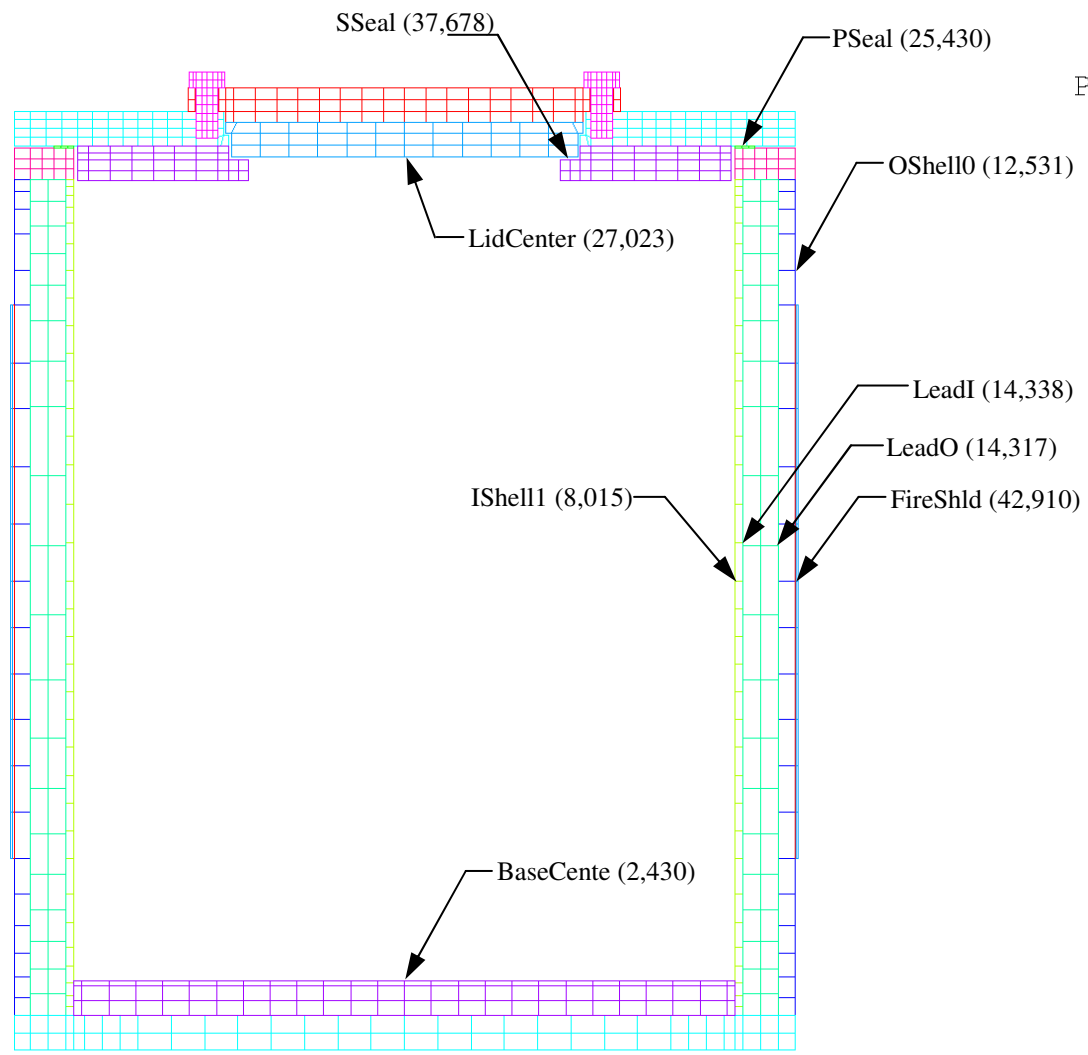 SSeal (37,678)
PSeal (25,430)
P
OShell0 (12,531)
LidCenter (27,023)
LeadI (14,338)
LeadO (14,317)
IShell1 (8,015)
FireShld (42,910)
BaseCente (2,430)